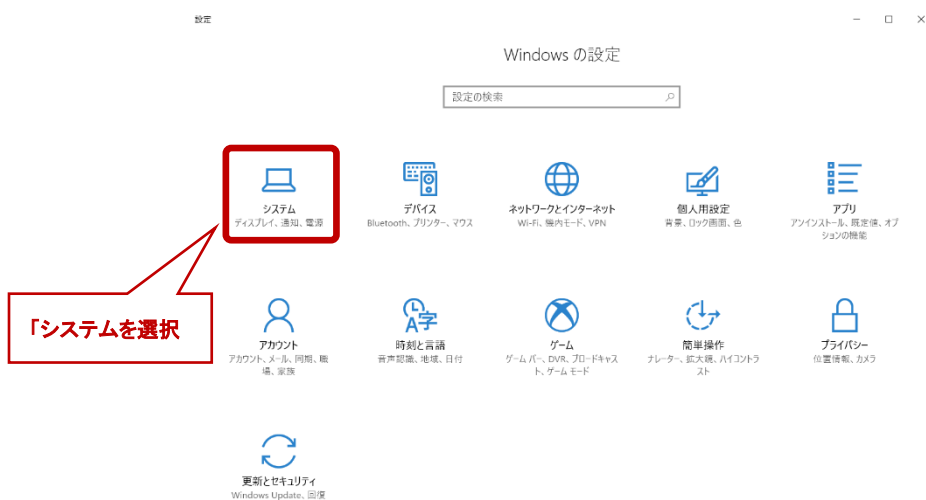 設定
Windows の設定
設定の検索
システム
ディスプレイ、通知、電源
デバイス
Bluetooth、プリンター、マウス
ネットワークとインターネット
Wi-Fi、機内モード、VPN
個人用設定
背景、ロック画面、色
アプリ
アンインストール、既定値、オプ
ションの機能
「システムを選択
アカウント
アカウント、メール、同期、職
場、家族
時刻と言語
音声認識、地域、日付
ゲーム
ゲーム バー、DVR、ブロードキャス
ト、ゲーム モード
簡単操作
ナレーター、拡大鏡、ハイコントラ
スト
プライバシー
位置情報、カメラ
更新とセキュリティ
Windows Update、回復